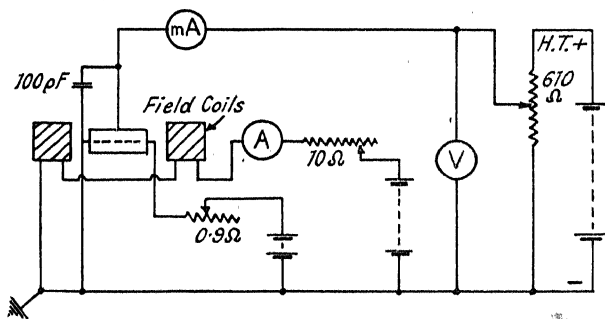 mA
H.T.+
100pF
610
Ω
Field Coils
A
10Ω
V
0.9Ω
−